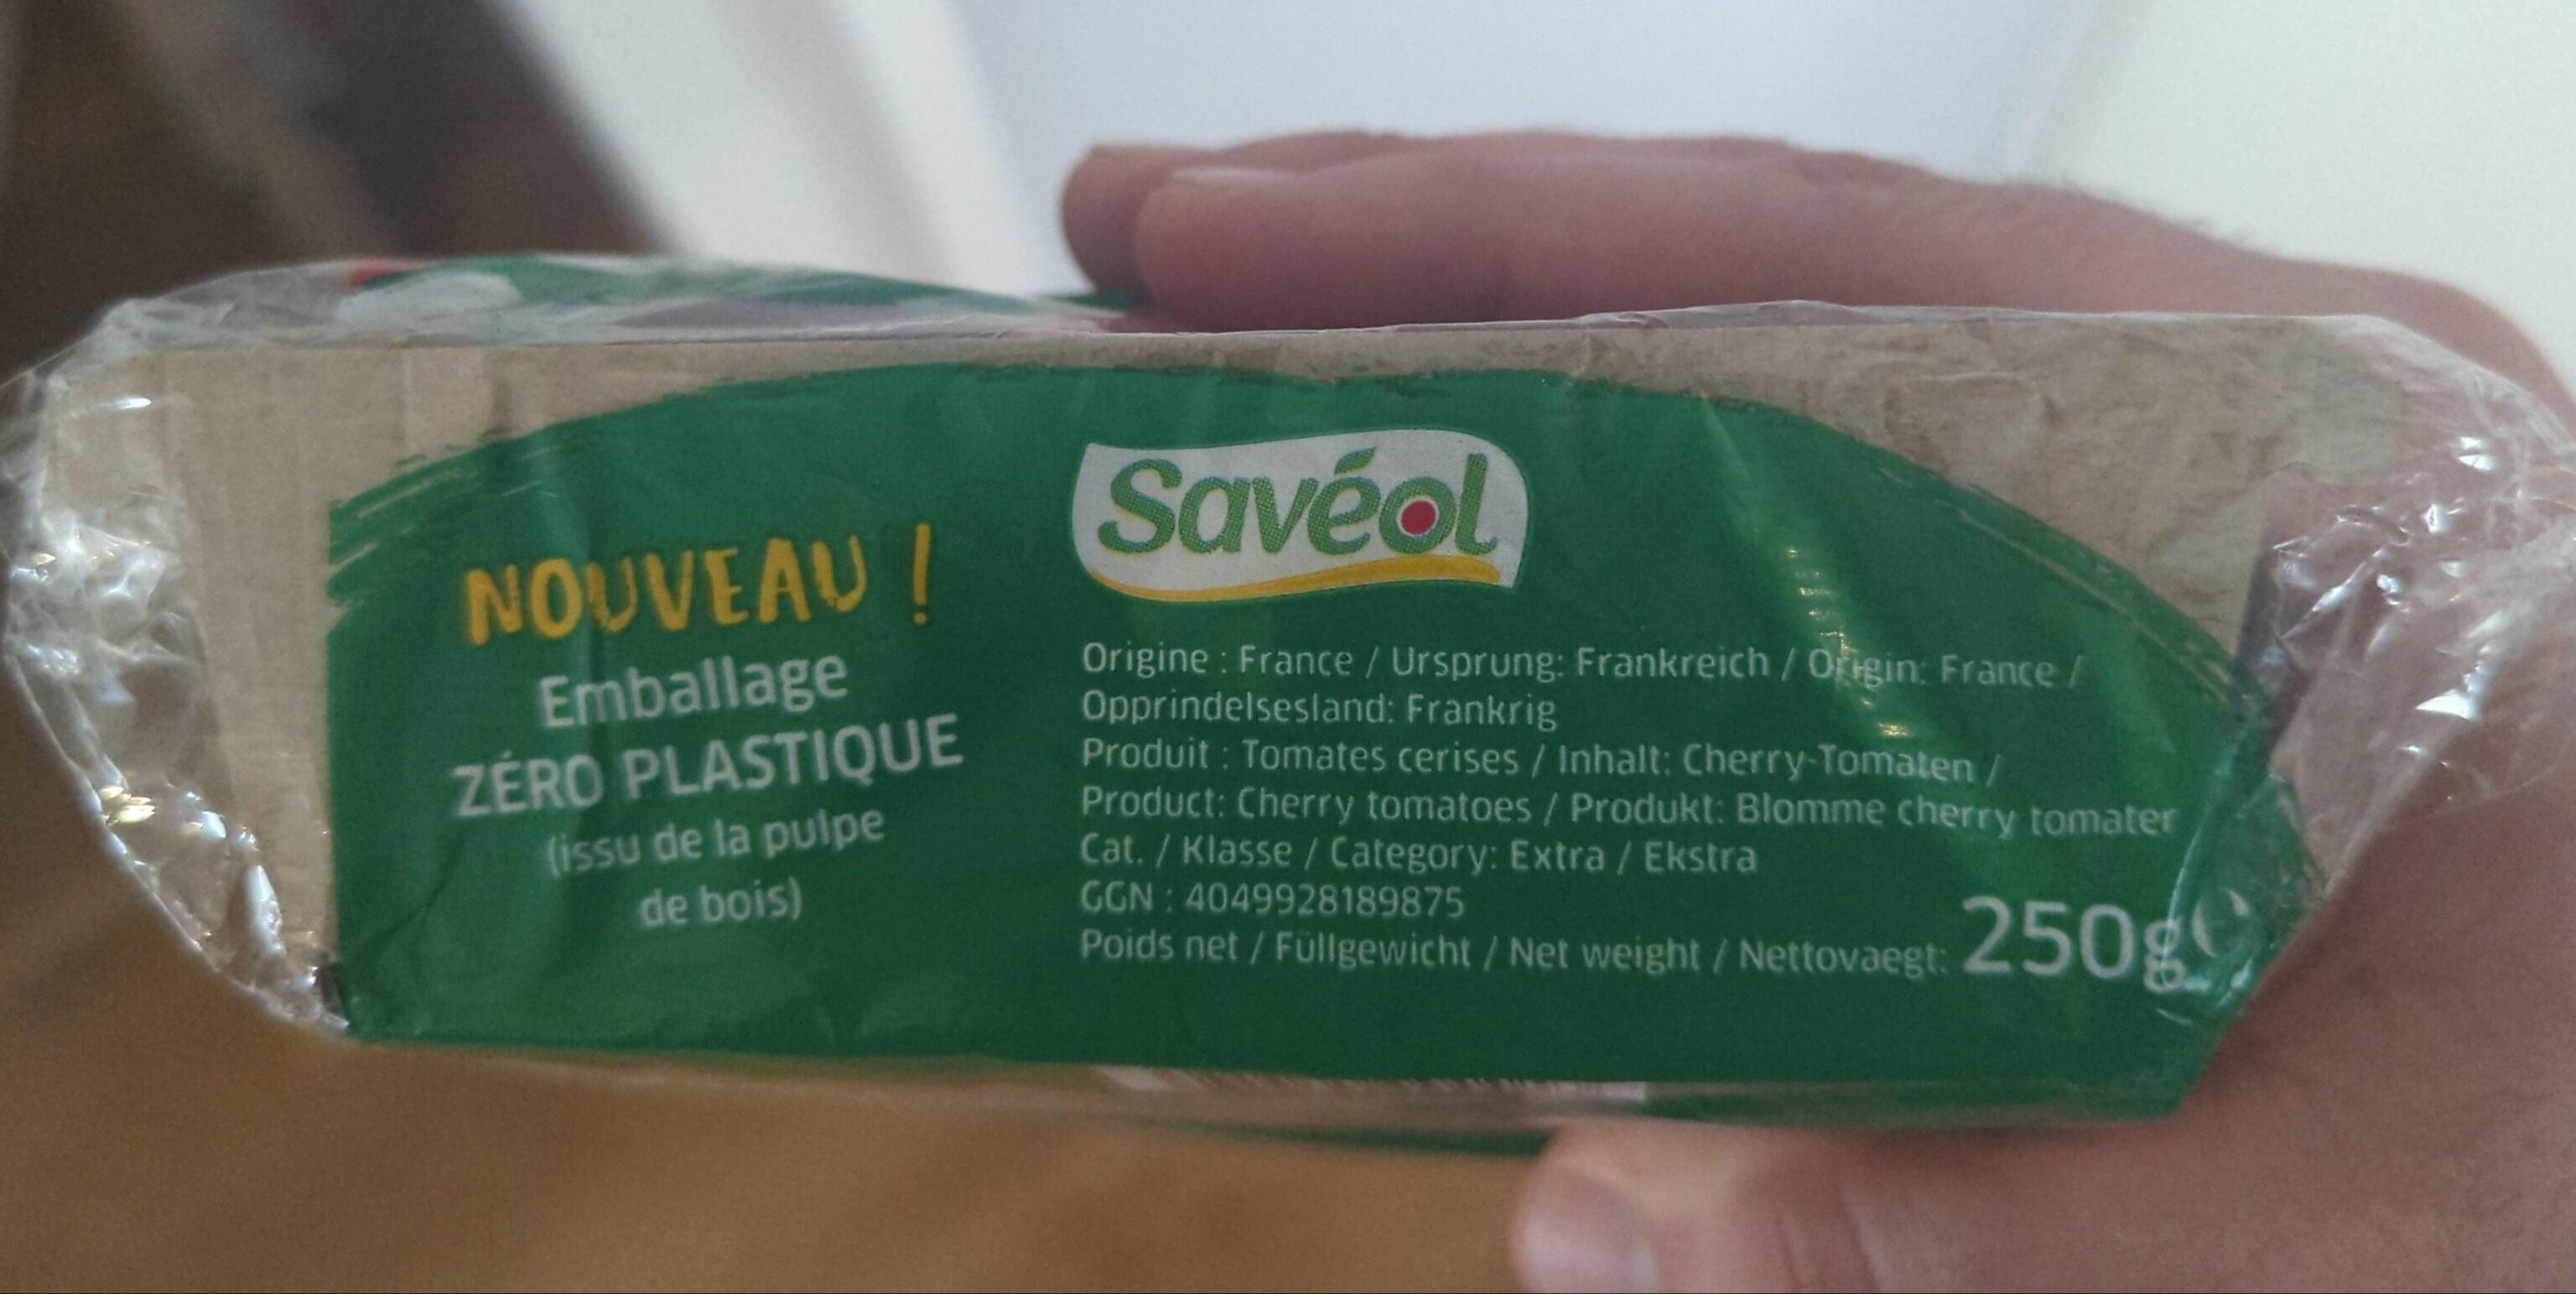 NOUVEAU !
Emballage
ZÉRO PLASTIQUE
(issu de la pulpe
de bois)
Savéol
Origine : France / Ursprung: Frankreich / Origin: France /
Opprindelsesland: Frankrig
Produit : Tomates cerises / Inhalt: Cherry-Tomaten /
Product: Cherry tomatoes / Produkt: Blomme cherry tomater
Cat. / Klasse / Category: Extra / Ekstra
GGN : 4049928189875
Poids net / Füllgewicht / Net weight / Nettovaegt: 250g℮